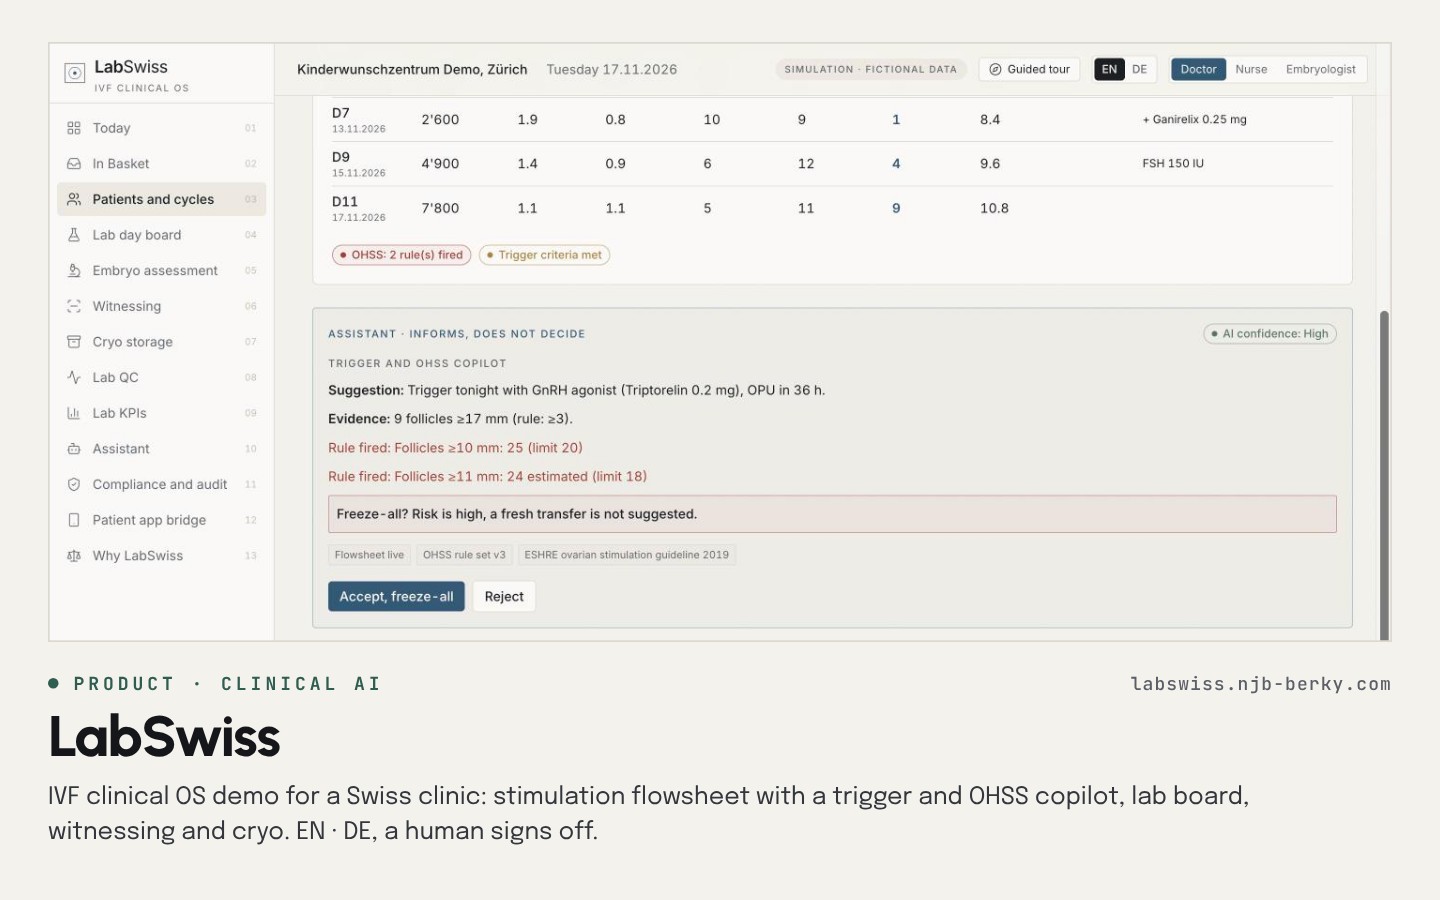 LabSwiss
IVF CLINICAL OS
Kinderwunschzentrum Demo, Zürich Tuesday 17.11.2026 SIMULATION · FICTIONAL DATA Guided tour EN DE Doctor Nurse Embryologist
Today 01
In Basket 02
Patients and cycles 03
Lab day board 04
Embryo assessment 05
Witnessing 06
Cryo storage 07
Lab QC 08
Lab KPIs 09
Assistant 10
Compliance and audit 11
Patient app bridge 12
Why LabSwiss 13
D7 2'600 1.9 0.8 10 9 1 8.4 + Ganirelix 0.25 mg
13.11.2026
D9 4'900 1.4 0.9 6 12 4 9.6 FSH 150 IU
15.11.2026
D11 7'800 1.1 1.1 5 11 9 10.8
17.11.2026
OHSS: 2 rule(s) fired Trigger criteria met
ASSISTANT · INFORMS, DOES NOT DECIDE AI confidence: High
TRIGGER AND OHSS COPILOT
Suggestion: Trigger tonight with GnRH agonist (Triptorelin 0.2 mg), OPU in 36 h.
Evidence: 9 follicles ≥17 mm (rule: ≥3).
Rule fired: Follicles ≥10 mm: 25 (limit 20)
Rule fired: Follicles ≥11 mm: 24 estimated (limit 18)
Freeze-all? Risk is high, a fresh transfer is not suggested.
Flowsheet live OHSS rule set v3 ESHRE ovarian stimulation guideline 2019
Accept, freeze-all Reject
PRODUCT · CLINICAL AI labswiss.njb-berky.com
LabSwiss
IVF clinical OS demo for a Swiss clinic: stimulation flowsheet with a trigger and OHSS copilot, lab board,
witnessing and cryo. EN · DE, a human signs off.